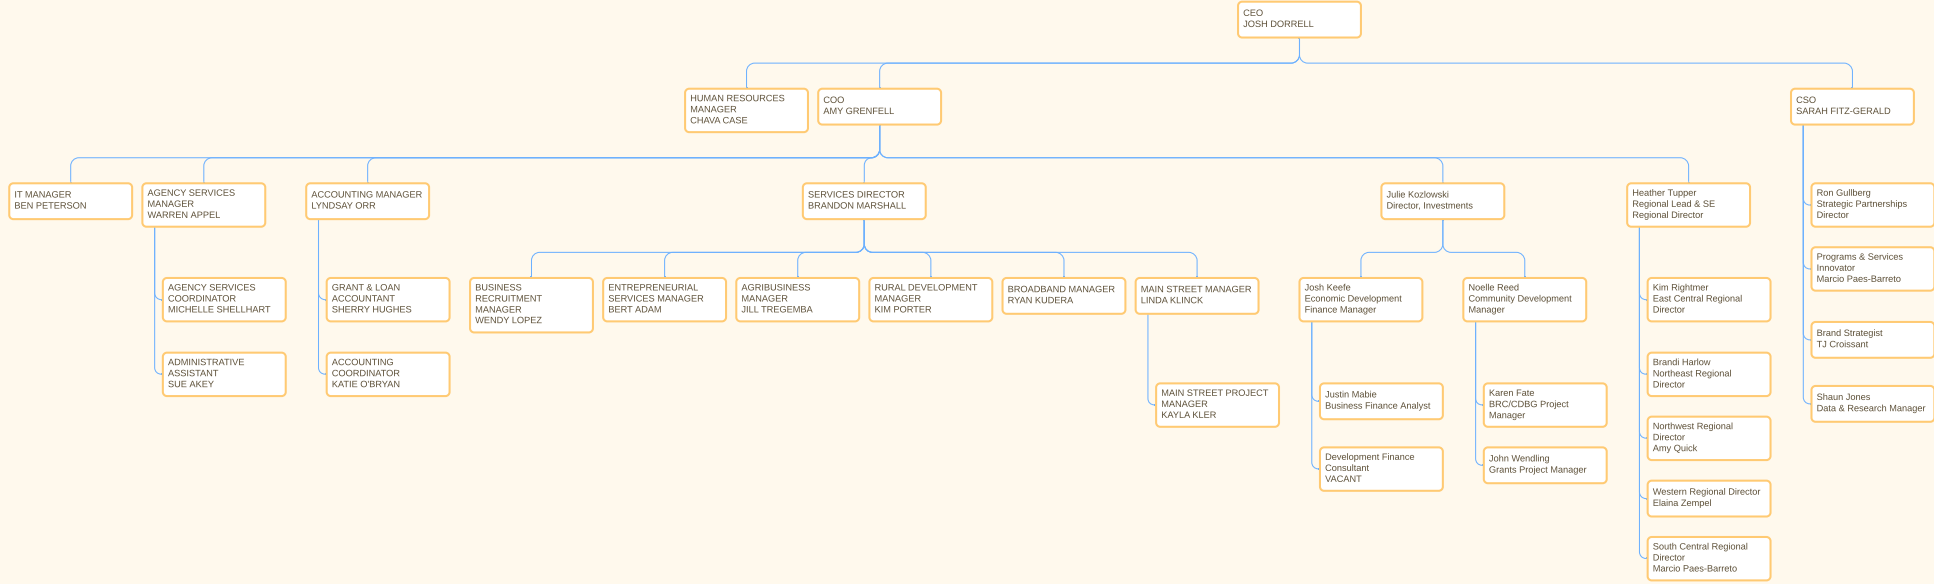 CEO
JOSH DORRELL
HUMAN RESOURCES
MANAGER
CHAVA CASE
COO
AMY GRENFELL
CSO
SARAH FITZ-GERALD
IT MANAGER
BEN PETERSON
AGENCY SERVICES
MANAGER
WARREN APPEL
ACCOUNTING MANAGER
LYNDSAY ORR
SERVICES DIRECTOR
BRANDON MARSHALL
Julie Kozlowski
Director, Investments
Heather Tupper
Regional Lead & SE
Regional Director
Ron Gullberg
Strategic Partnerships
Director
Programs & Services
Innovator
Marcio Paes-Barreto
AGENCY SERVICES
COORDINATOR
MICHELLE SHELLHART
GRANT & LOAN
ACCOUNTANT
SHERRY HUGHES
BUSINESS
RECRUITMENT
MANAGER
WENDY LOPEZ
ENTREPRENEURIAL
SERVICES MANAGER
BERT ADAM
AGRIBUSINESS
MANAGER
JILL TREGEMBA
RURAL DEVELOPMENT
MANAGER
KIM PORTER
BROADBAND MANAGER
RYAN KUDERA
MAIN STREET MANAGER
LINDA KLINCK
Josh Keefe
Economic Development
Finance Manager
Noelle Reed
Community Development
Manager
Kim Rightmer
East Central Regional
Director
Brand Strategist
TJ Croissant
ADMINISTRATIVE
ASSISTANT
SUE AKEY
ACCOUNTING
COORDINATOR
KATIE O'BRYAN
MAIN STREET PROJECT
MANAGER
KAYLA KLER
Justin Mabie
Business Finance Analyst
Karen Fate
BRC/CDBG Project
Manager
Brandi Harlow
Northeast Regional
Director
Shaun Jones
Data & Research Manager
Northwest Regional
Director
Amy Quick
Development Finance
Consultant
VACANT
John Wendling
Grants Project Manager
Western Regional Director
Elaina Zempel
South Central Regional
Director
Marcio Paes-Barreto